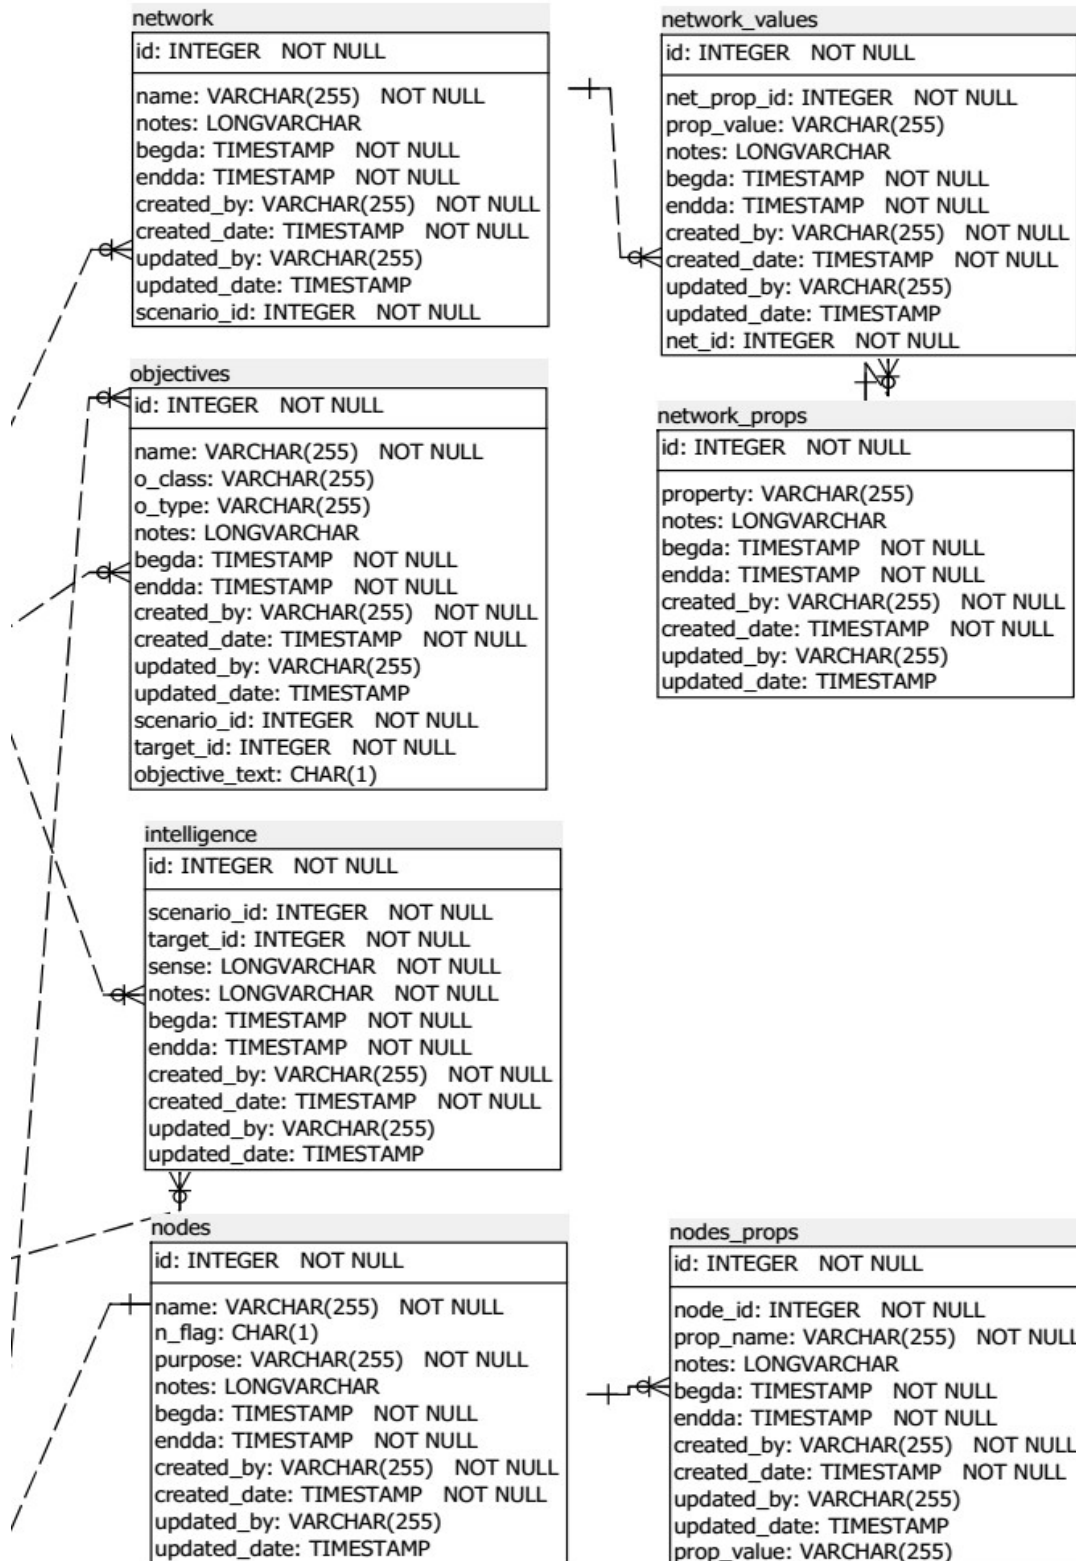 network
id: INTEGER NOT NULL
name: VARCHAR(255) NOT NULL
notes: LONGVARCHAR
begda: TIMESTAMP NOT NULL
endda: TIMESTAMP NOT NULL
created_by: VARCHAR(255) NOT NULL
created_date: TIMESTAMP NOT NULL
updated_by: VARCHAR(255)
updated_date: TIMESTAMP
scenario_id: INTEGER NOT NULL
network_values
id: INTEGER NOT NULL
net_prop_id: INTEGER NOT NULL
prop_value: VARCHAR(255)
notes: LONGVARCHAR
begda: TIMESTAMP NOT NULL
endda: TIMESTAMP NOT NULL
created_by: VARCHAR(255) NOT NULL
created_date: TIMESTAMP NOT NULL
updated_by: VARCHAR(255)
updated_date: TIMESTAMP
net_id: INTEGER NOT NULL
objectives
id: INTEGER NOT NULL
name: VARCHAR(255) NOT NULL
o_class: VARCHAR(255)
o_type: VARCHAR(255)
notes: LONGVARCHAR
begda: TIMESTAMP NOT NULL
endda: TIMESTAMP NOT NULL
created_by: VARCHAR(255) NOT NULL
created_date: TIMESTAMP NOT NULL
updated_by: VARCHAR(255)
updated_date: TIMESTAMP
scenario_id: INTEGER NOT NULL
target_id: INTEGER NOT NULL
objective_text: CHAR(1)
network_props
id: INTEGER NOT NULL
property: VARCHAR(255)
notes: LONGVARCHAR
begda: TIMESTAMP NOT NULL
endda: TIMESTAMP NOT NULL
created_by: VARCHAR(255) NOT NULL
created_date: TIMESTAMP NOT NULL
updated_by: VARCHAR(255)
updated_date: TIMESTAMP
intelligence
id: INTEGER NOT NULL
scenario_id: INTEGER NOT NULL
target_id: INTEGER NOT NULL
sense: LONGVARCHAR NOT NULL
notes: LONGVARCHAR NOT NULL
begda: TIMESTAMP NOT NULL
endda: TIMESTAMP NOT NULL
created_by: VARCHAR(255) NOT NULL
created_date: TIMESTAMP NOT NULL
updated_by: VARCHAR(255)
updated_date: TIMESTAMP
nodes
id: INTEGER NOT NULL
name: VARCHAR(255) NOT NULL
n_flag: CHAR(1)
purpose: VARCHAR(255) NOT NULL
notes: LONGVARCHAR
begda: TIMESTAMP NOT NULL
endda: TIMESTAMP NOT NULL
created_by: VARCHAR(255) NOT NULL
created_date: TIMESTAMP NOT NULL
updated_by: VARCHAR(255)
updated_date: TIMESTAMP
nodes_props
id: INTEGER NOT NULL
node_id: INTEGER NOT NULL
prop_name: VARCHAR(255) NOT NULL
notes: LONGVARCHAR
begda: TIMESTAMP NOT NULL
endda: TIMESTAMP NOT NULL
created_by: VARCHAR(255) NOT NULL
created_date: TIMESTAMP NOT NULL
updated_by: VARCHAR(255)
updated_date: TIMESTAMP
prop_value: VARCHAR(255)